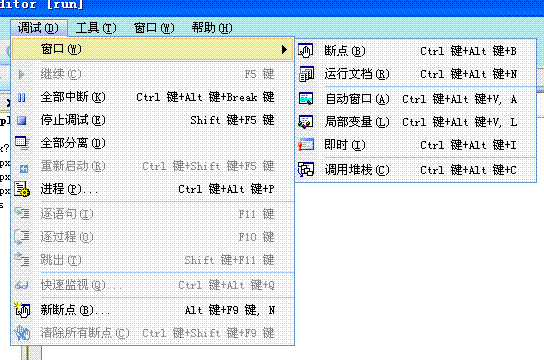 ditor [run]
调试(D) 工具(T) 窗口(W) 帮助(H)
窗口(W)
继续(C) F5 键
全部中断(K) Ctrl 键+Alt 键+Break 键
停止调试(E) Shift 键+F5 键
全部分离(D)
重新启动(R) Ctrl 键+Shift 键+F5 键
进程(P)... Ctrl 键+Alt 键+P
逐语句(I) F11 键
逐过程(O) F10 键
跳出(T) Shift 键+F11 键
快速监视(Q)... Ctrl 键+Alt 键+Q
新断点(B)... Alt 键+F9 键, N
清除所有断点(C) Ctrl 键+Shift 键+F9 键
断点(B) Ctrl 键+Alt 键+B
运行文档(R) Ctrl 键+Alt 键+N
自动窗口(A) Ctrl 键+Alt 键+V, A
局部变量(L) Ctrl 键+Alt 键+V, L
即时(I) Ctrl 键+Alt 键+I
调用堆栈(C) Ctrl 键+Alt 键+C